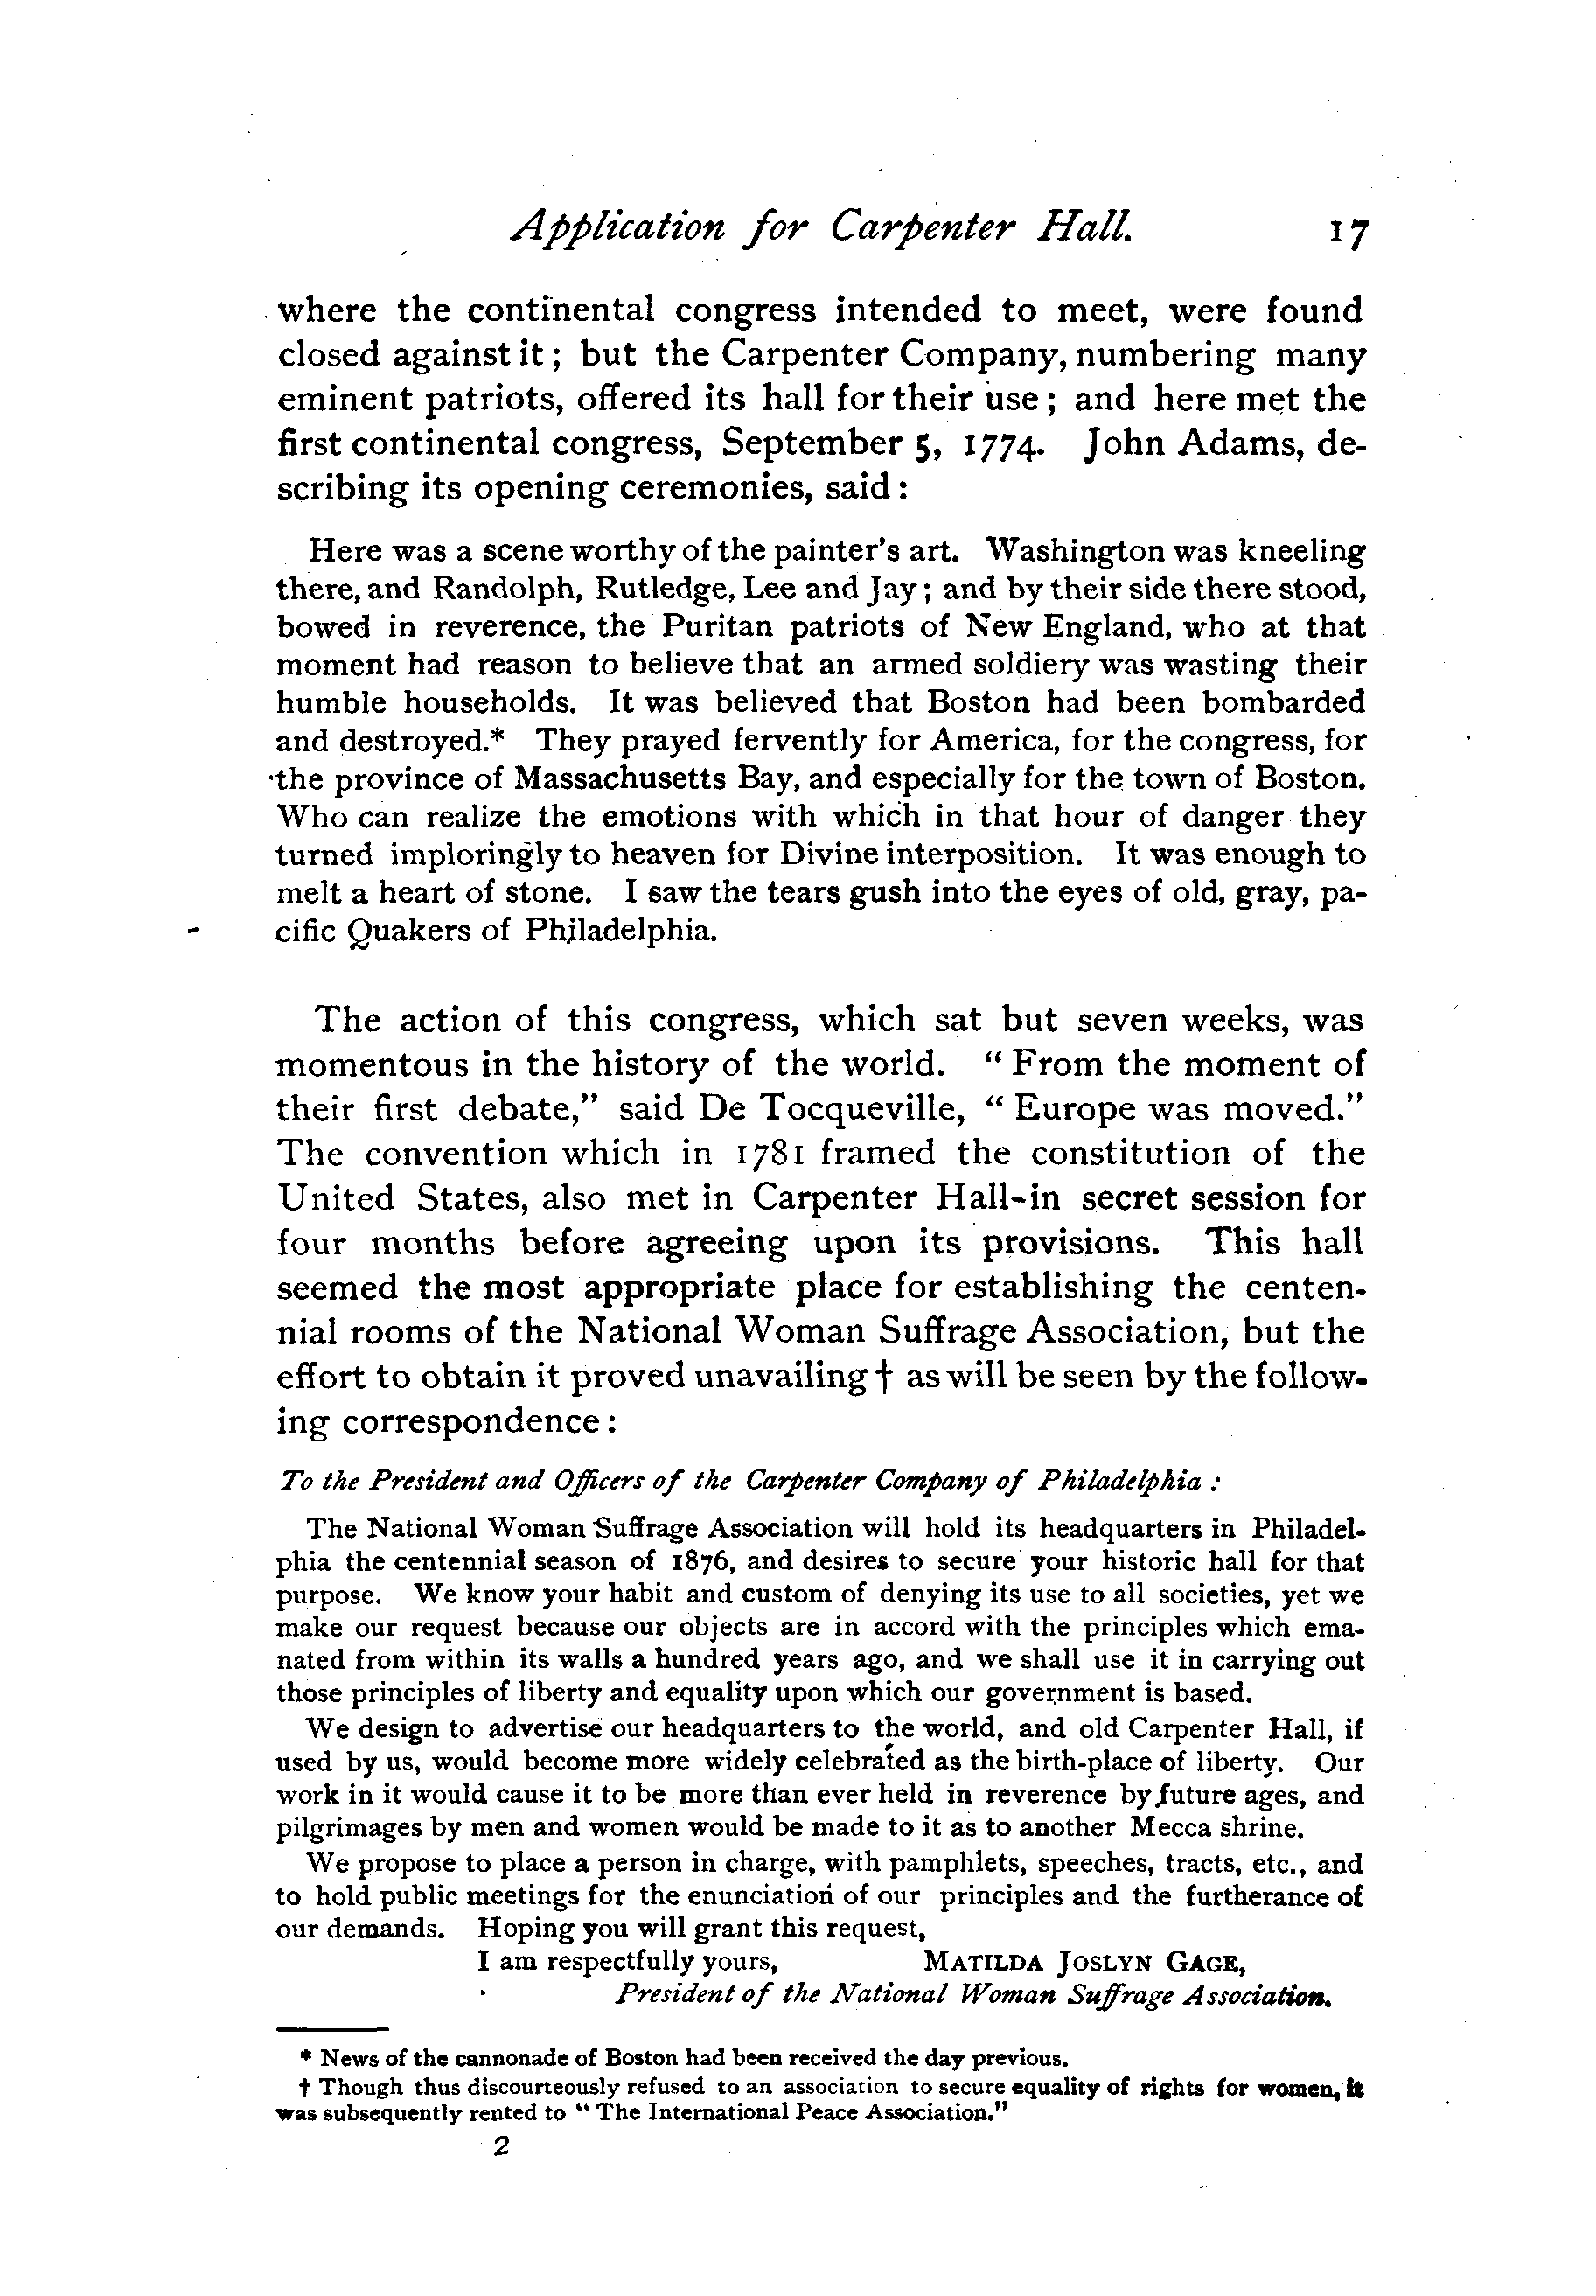 Application for Carpenter Hall. 17
where the continental congress intended to meet, were found
closed against it ; but the Carpenter Company, numbering many
eminent patriots, offered its hall for their use ; and here met the
first continental congress, September 5, 1774. John Adams, de-
scribing its opening ceremonies, said :
Here was a scene worthy of the painter's art. Washington was kneeling
there, and Randolph, Rutledge, Lee and Jay ; and by their side there stood,
bowed in reverence, the Puritan patriots of New England, who at that
moment had reason to believe that an armed soldiery was wasting their
humble households. It was believed that Boston had been bombarded
and destroyed.* They prayed fervently for America, for the congress, for
the province of Massachusetts Bay, and especially for the town of Boston.
Who can realize the emotions with which in that hour of danger they
turned imploringly to heaven for Divine interposition. It was enough to
melt a heart of stone. I saw the tears gush into the eyes of old, gray, pa-
cific Quakers of Philadelphia.
The action of this congress, which sat but seven weeks, was
momentous in the history of the world. “ From the moment of
their first debate,” said De Tocqueville, “ Europe was moved.”
The convention which in 1781 framed the constitution of the
United States, also met in Carpenter Hall-in secret session for
four months before agreeing upon its provisions. This hall
seemed the most appropriate place for establishing the centen-
nial rooms of the National Woman Suffrage Association, but the
effort to obtain it proved unavailing † as will be seen by the follow-
ing correspondence :
To the President and Officers of the Carpenter Company of Philadelphia :
The National Woman Suffrage Association will hold its headquarters in Philadel-
phia the centennial season of 1876, and desires to secure your historic hall for that
purpose. We know your habit and custom of denying its use to all societies, yet we
make our request because our objects are in accord with the principles which ema-
nated from within its walls a hundred years ago, and we shall use it in carrying out
those principles of liberty and equality upon which our government is based.
We design to advertise our headquarters to the world, and old Carpenter Hall, if
used by us, would become more widely celebrated as the birth-place of liberty. Our
work in it would cause it to be more than ever held in reverence by future ages, and
pilgrimages by men and women would be made to it as to another Mecca shrine.
We propose to place a person in charge, with pamphlets, speeches, tracts, etc., and
to hold public meetings for the enunciation of our principles and the furtherance of
our demands. Hoping you will grant this request,
I am respectfully yours, MATILDA JOSLYN GAGE,
President of the National Woman Suffrage Association.
* News of the cannonade of Boston had been received the day previous.
† Though thus discourteously refused to an association to secure equality of rights for women, it
was subsequently rented to “ The International Peace Association.”
2